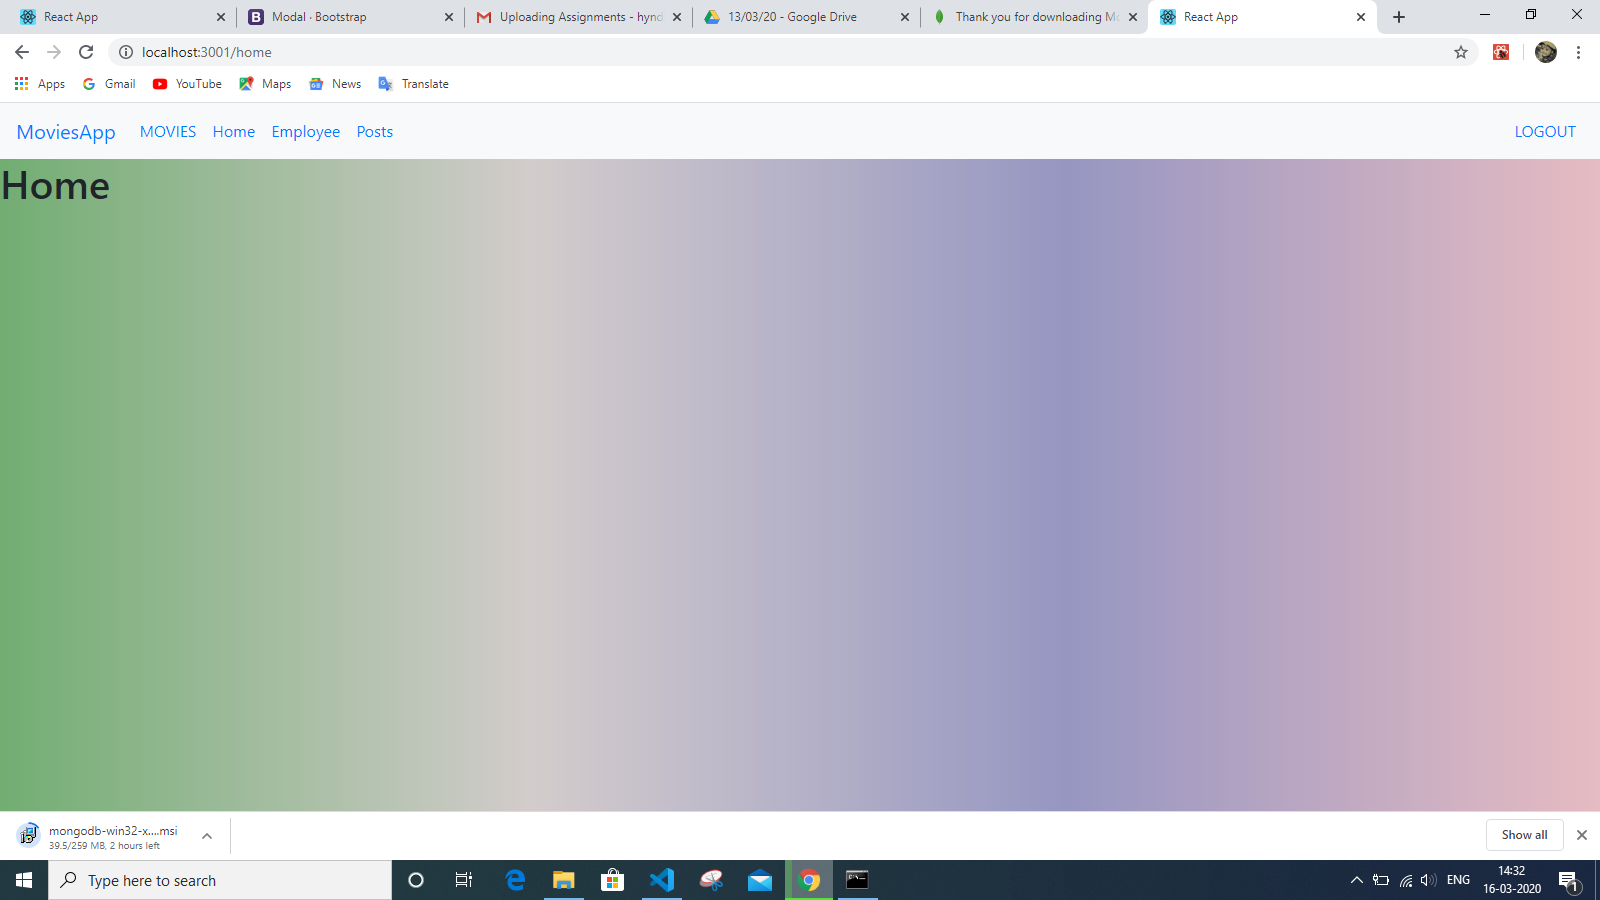 React App
Modal · Bootstrap
Uploading Assignments - hynd
13/03/20 - Google Drive
Thank you for downloading Mo
React App
localhost:3001/home
Apps
Gmail
YouTube
Maps
News
Translate
MoviesApp
MOVIES
Home
Employee
Posts
LOGOUT
Home
mongodb-win32-x....msi
39.5/259 MB, 2 hours left
Show all
Type here to search
ENG
14:32
16-03-2020
1